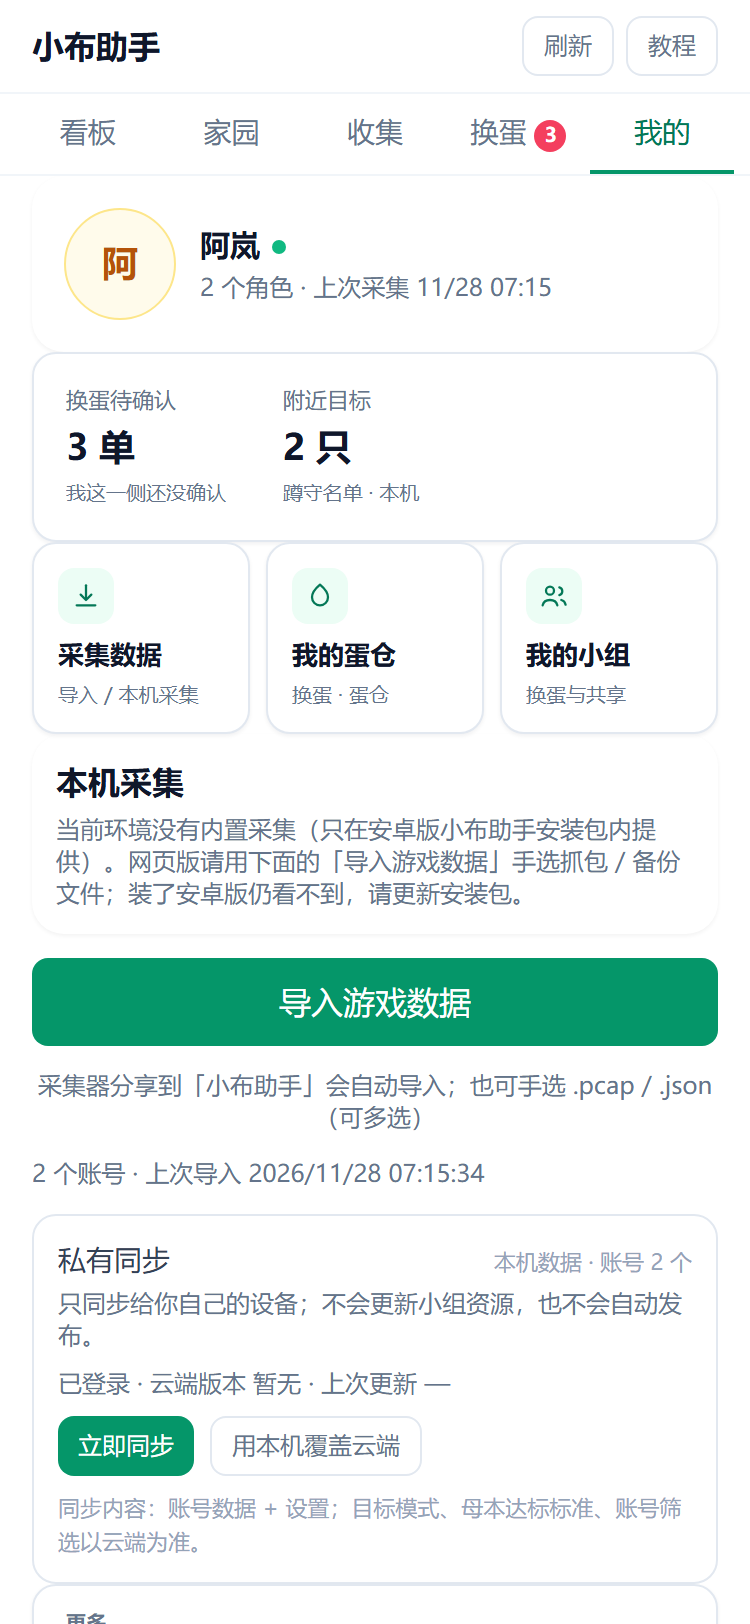 小布助手
刷新
教程
看板
家园
收集
换蛋 3
我的
阿
阿岚
2 个角色 · 上次采集 11/28 07:15
换蛋待确认
3 单
我这一侧还没确认
附近目标
2 只
蹲守名单 · 本机
采集数据
导入 / 本机采集
我的蛋仓
换蛋 · 蛋仓
我的小组
换蛋与共享
本机采集
当前环境没有内置采集（只在安卓版小布助手安装包内提
供）。网页版请用下面的「导入游戏数据」手选抓包 / 备份
文件；装了安卓版仍看不到，请更新安装包。
导入游戏数据
采集器分享到「小布助手」会自动导入；也可手选 .pcap / .json
（可多选）
2 个账号 · 上次导入 2026/11/28 07:15:34
私有同步
本机数据 · 账号 2 个
只同步给你自己的设备；不会更新小组资源，也不会自动发
布。
已登录 · 云端版本 暂无 · 上次更新 —
立即同步
用本机覆盖云端
同步内容：账号数据 + 设置；目标模式、母本达标标准、账号筛
选以云端为准。
更多